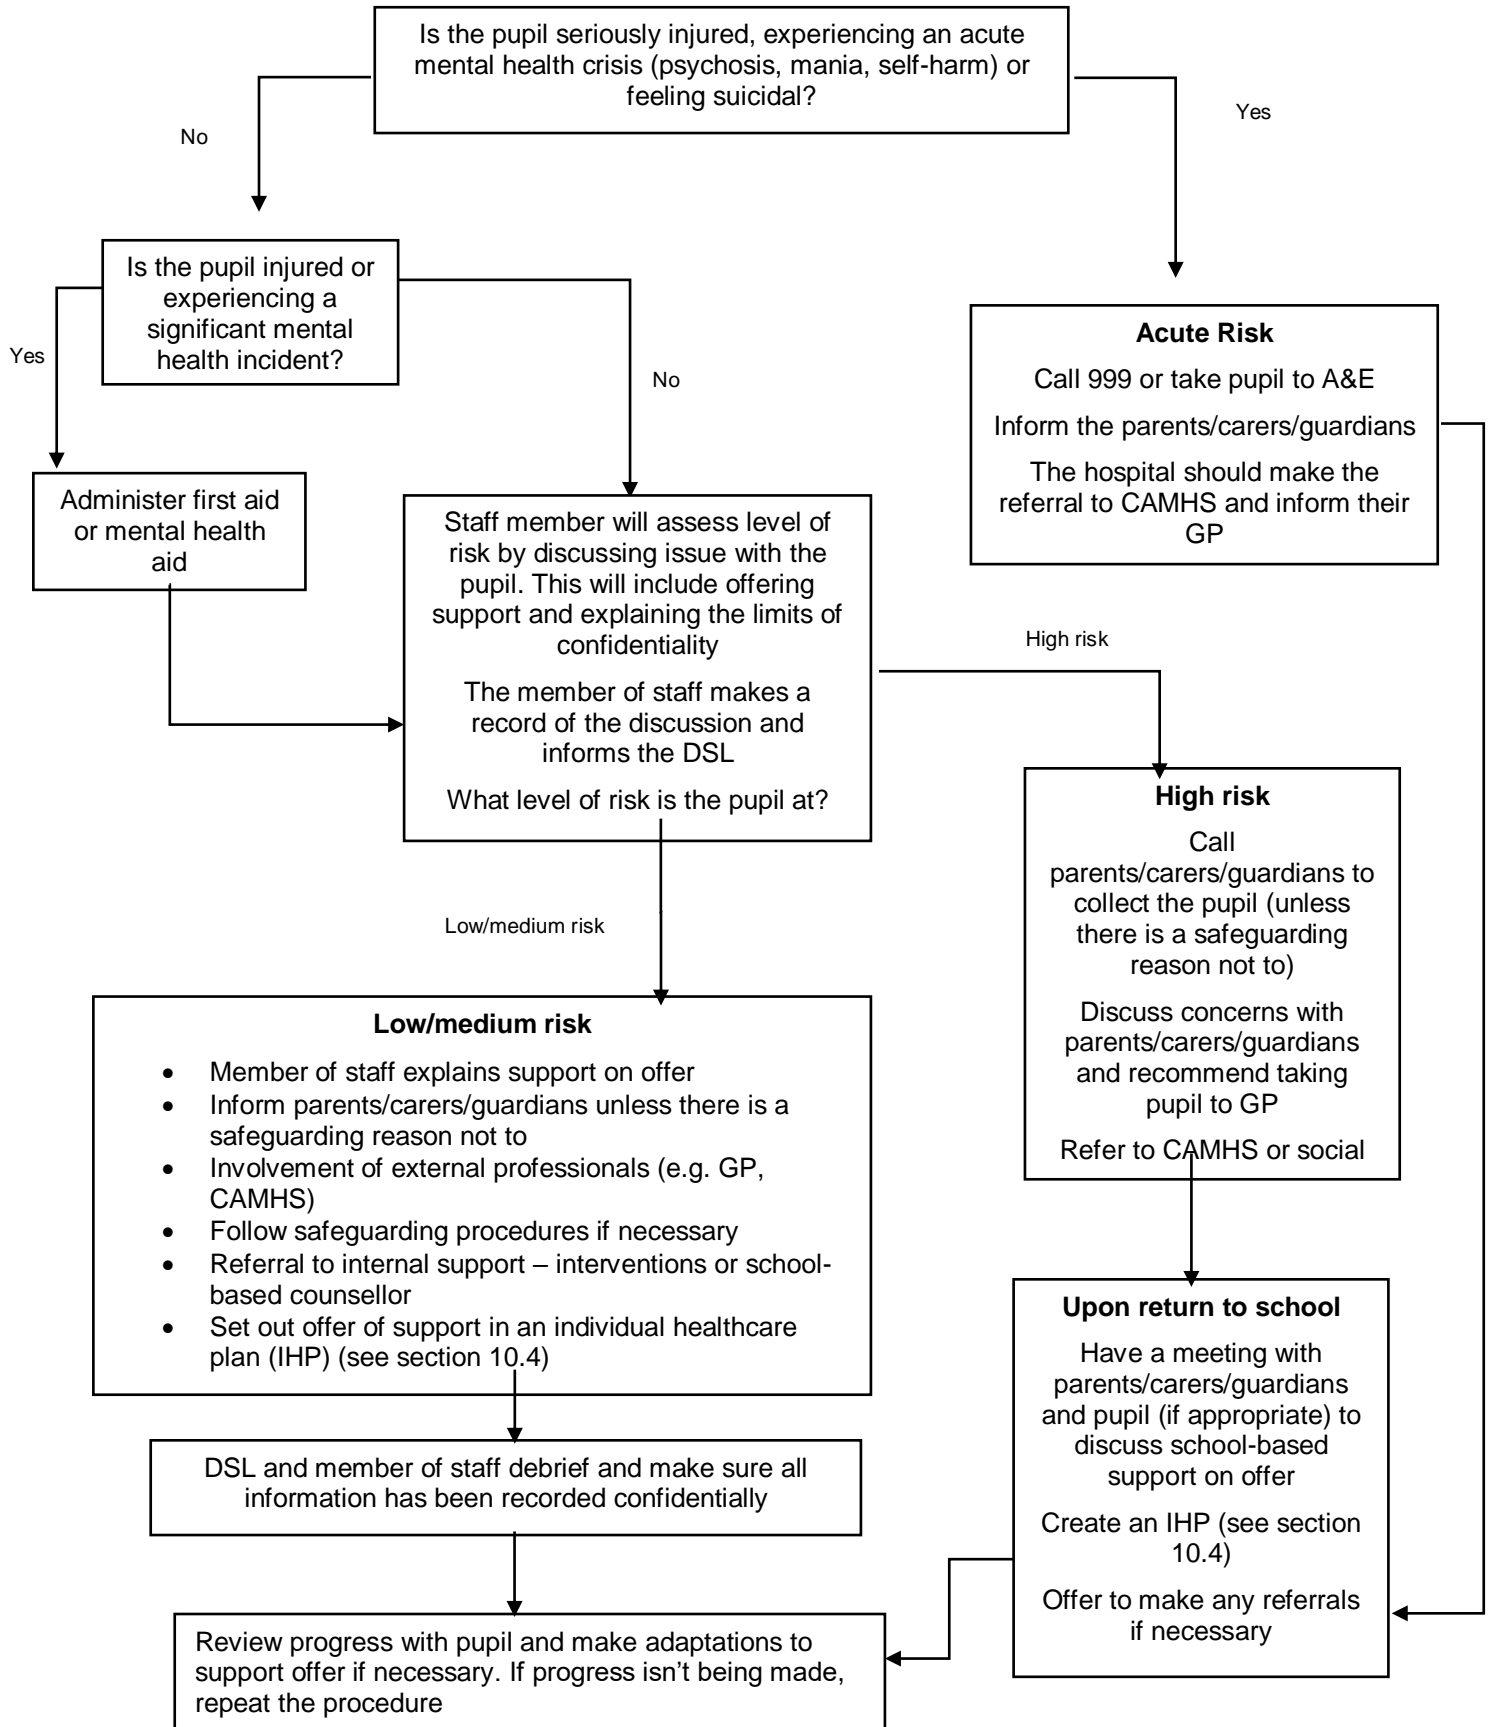 Is the pupil seriously injured, experiencing an acute
mental health crisis (psychosis, mania, self-harm) or
feeling suicidal?
No
Yes
Is the pupil injured or
experiencing a
significant mental
health incident?
Yes
No
Acute Risk
Call 999 or take pupil to A&E
Inform the parents/carers/guardians
The hospital should make the
referral to CAMHS and inform their
GP
Administer first aid
or mental health
aid
Staff member will assess level of
risk by discussing issue with the
pupil. This will include offering
support and explaining the limits of
confidentiality
The member of staff makes a
record of the discussion and
informs the DSL
What level of risk is the pupil at?
High risk
Low/medium risk
High risk
Call
parents/carers/guardians to
collect the pupil (unless
there is a safeguarding
reason not to)
Discuss concerns with
parents/carers/guardians
and recommend taking
pupil to GP
Refer to CAMHS or social
Low/medium risk
• Member of staff explains support on offer
• Inform parents/carers/guardians unless there is a
safeguarding reason not to
• Involvement of external professionals (e.g. GP,
CAMHS)
• Follow safeguarding procedures if necessary
• Referral to internal support – interventions or school-
based counsellor
• Set out offer of support in an individual healthcare
plan (IHP) (see section 10.4)
Upon return to school
Have a meeting with
parents/carers/guardians
and pupil (if appropriate) to
discuss school-based
support on offer
Create an IHP (see section
10.4)
Offer to make any referrals
if necessary
DSL and member of staff debrief and make sure all
information has been recorded confidentially
Review progress with pupil and make adaptations to
support offer if necessary. If progress isn't being made,
repeat the procedure